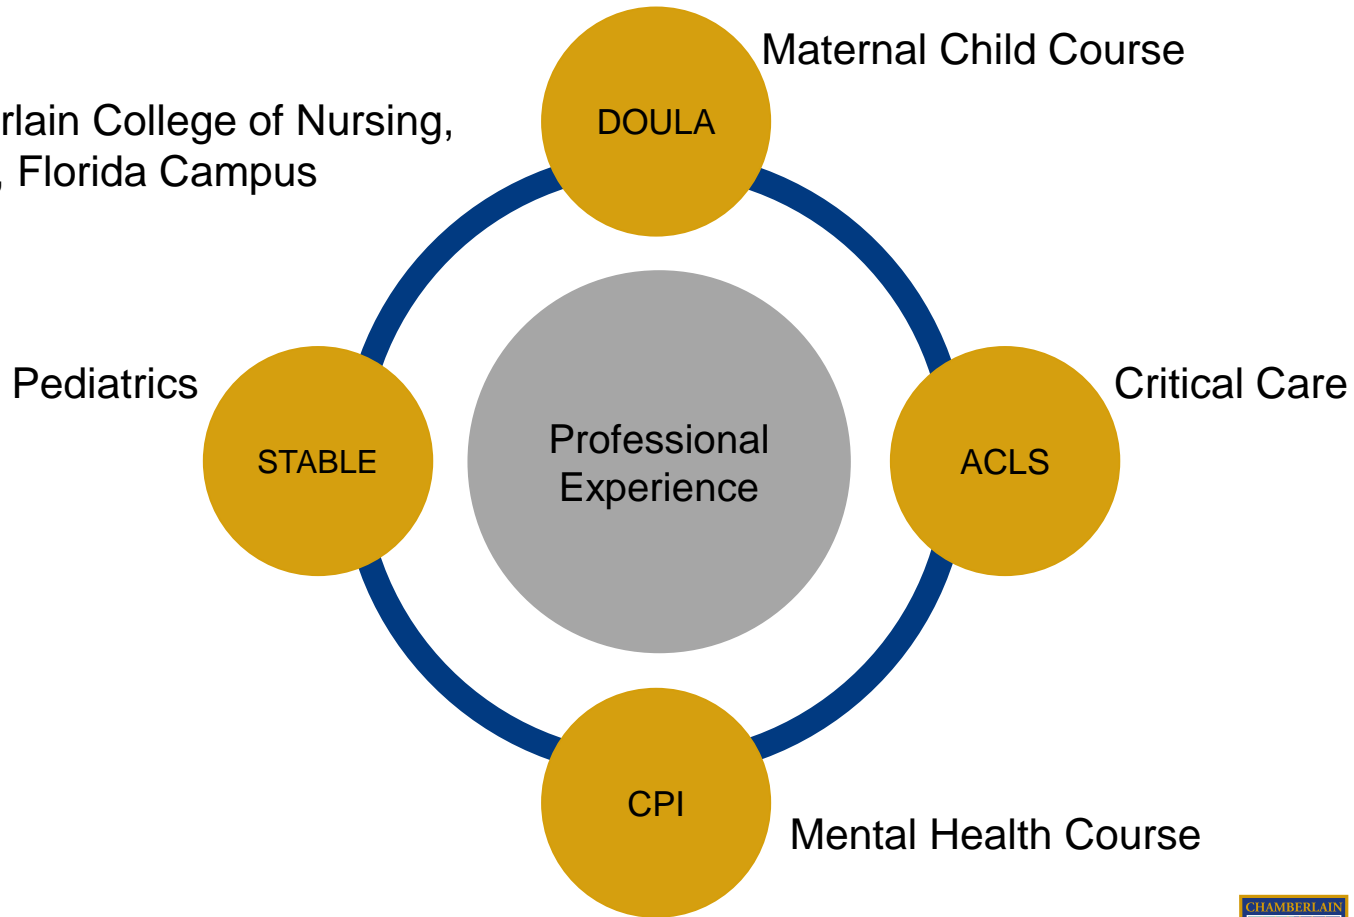 Maternal Child Course
DOULA
rlain College of Nursing,
, Florida Campus
Pediatrics
Critical Care
STABLE
Professional
Experience
ACLS
CPI
Mental Health Course
CHAMBERLAIN